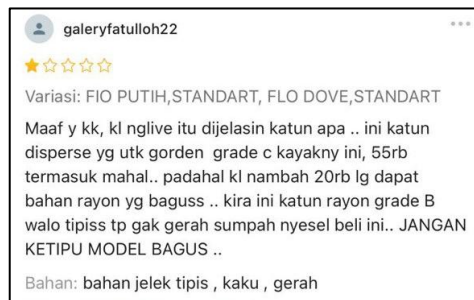 galeryfatulloh22
Variasi: FIO PUTIH,STANDART, FLO DOVE,STANDART
Maaf y kk, kl nglive itu dijelasin katun apa .. ini katun
disperse yg utk gorden grade c kayakny ini, 55rb
termasuk mahal.. padahal kl nambah 20rb lg dapat
bahan rayon yg baguss .. kira ini katun rayon grade B
walo tipiss tp gak gerah sumpah nyesel beli ini.. JANGAN
KETIPU MODEL BAGUS ..
Bahan: bahan jelek tipis , kaku , gerah